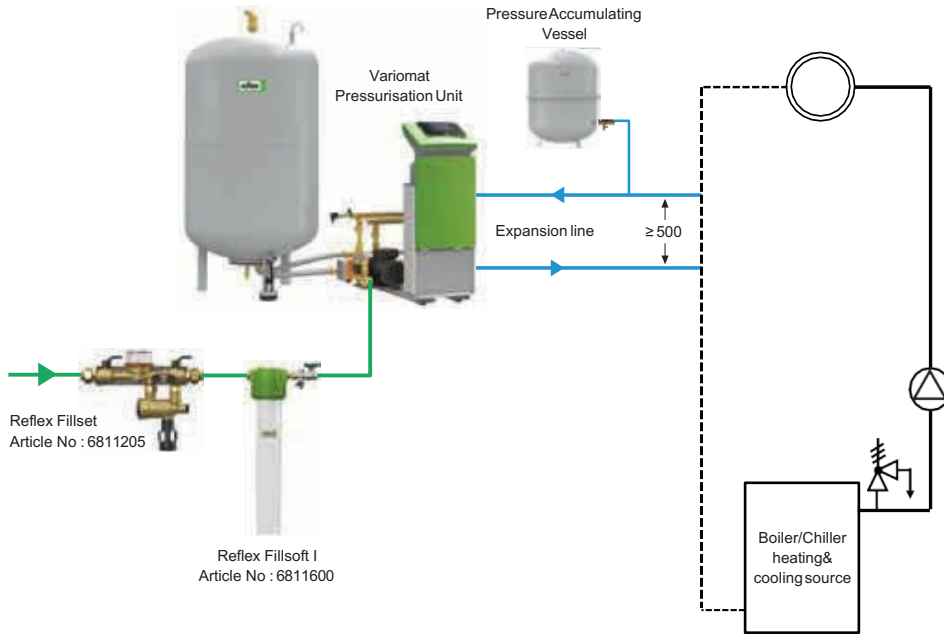 Pressure Accumulating
Vessel
Variomat
Pressurisation Unit
Expansion line
≥ 500
Reflex Fillset
Article No : 6811205
Reflex Fillsoft I
Article No : 6811600
Boiler/Chiller
heating&
cooling source